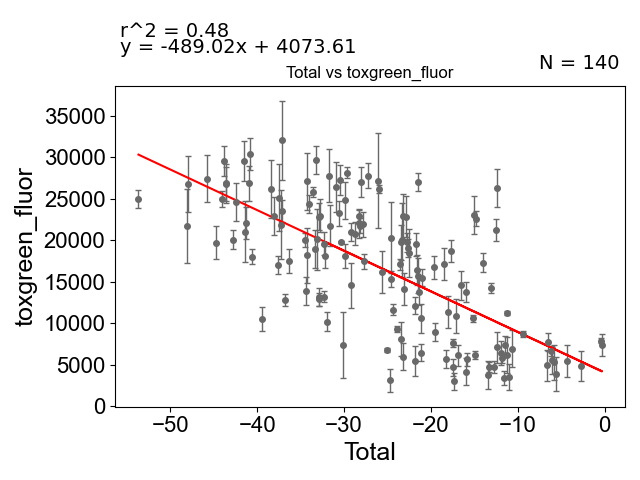 r^2 = 0.48
y = -489.02x + 4073.61
N = 140
Total vs toxgreen_fluor
35000
30000
25000
20000
15000
10000
5000
0
toxgreen_fluor
−50 −40 −30 −20 −10 0
Total